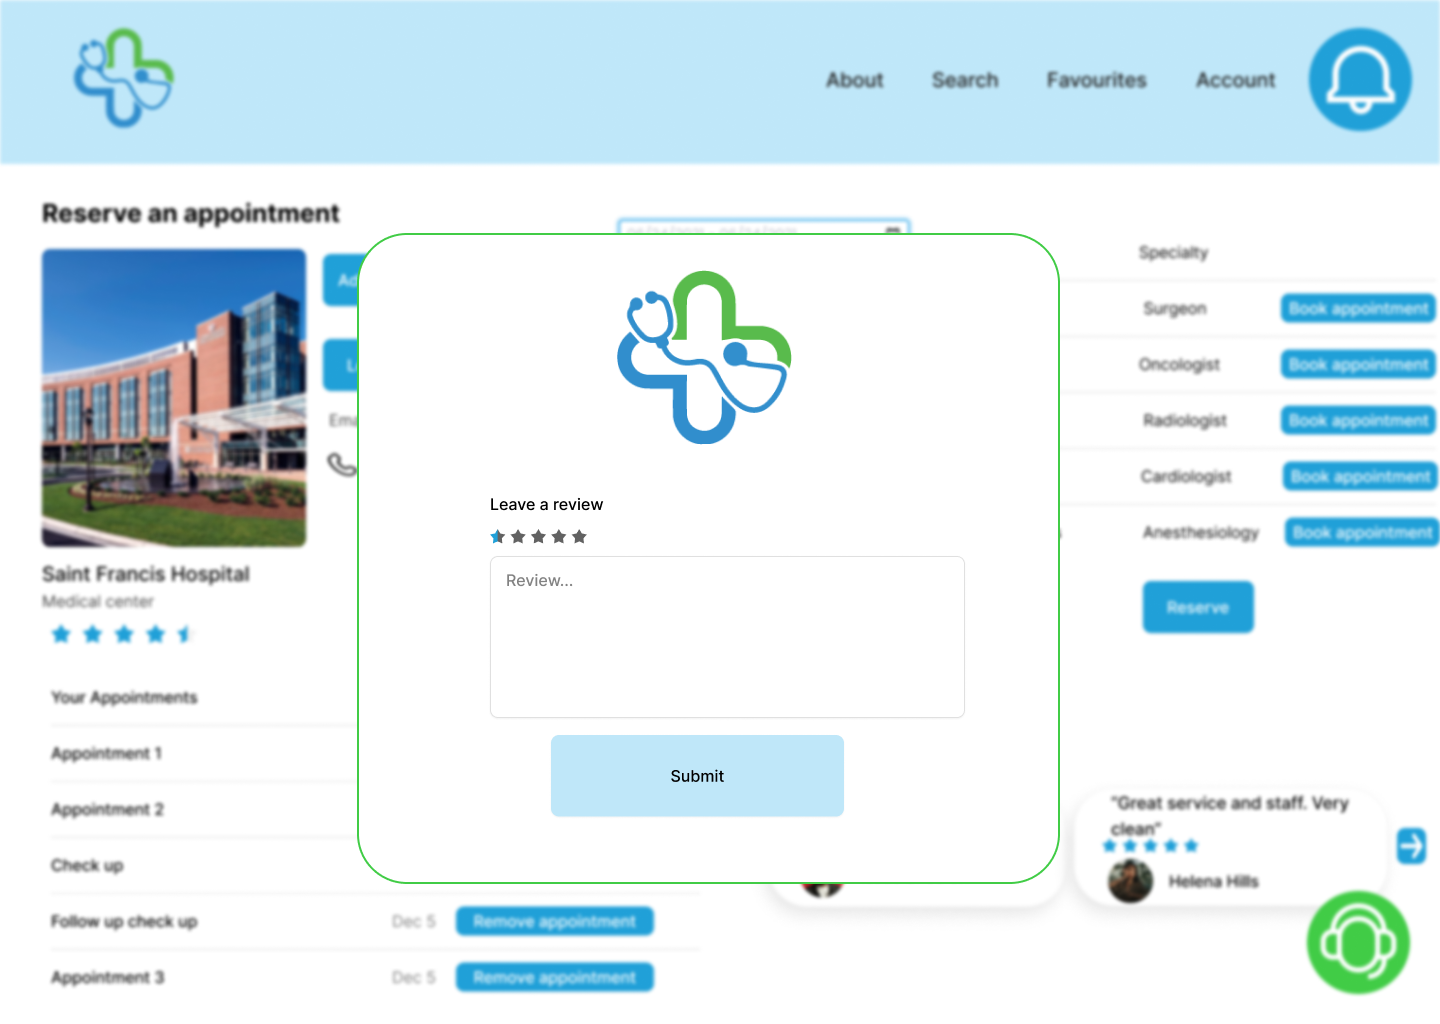 About
Search
Favourites
Account
Reserve an appointment
Specialty
Surgeon
Book appointment
Oncologist
Book appointment
Radiologist
Book appointment
Cardiologist
Book appointment
Anesthesiology
Book appointment
Reserve
Saint Francis Hospital
Medical center
Leave a review
Review...
Submit
Your Appointments
Appointment 1
Appointment 2
Check up
Follow up check up
Dec 5
Remove appointment
Appointment 3
Dec 5
Remove appointment
"Great service and staff. Very
clean"
Helena Hills